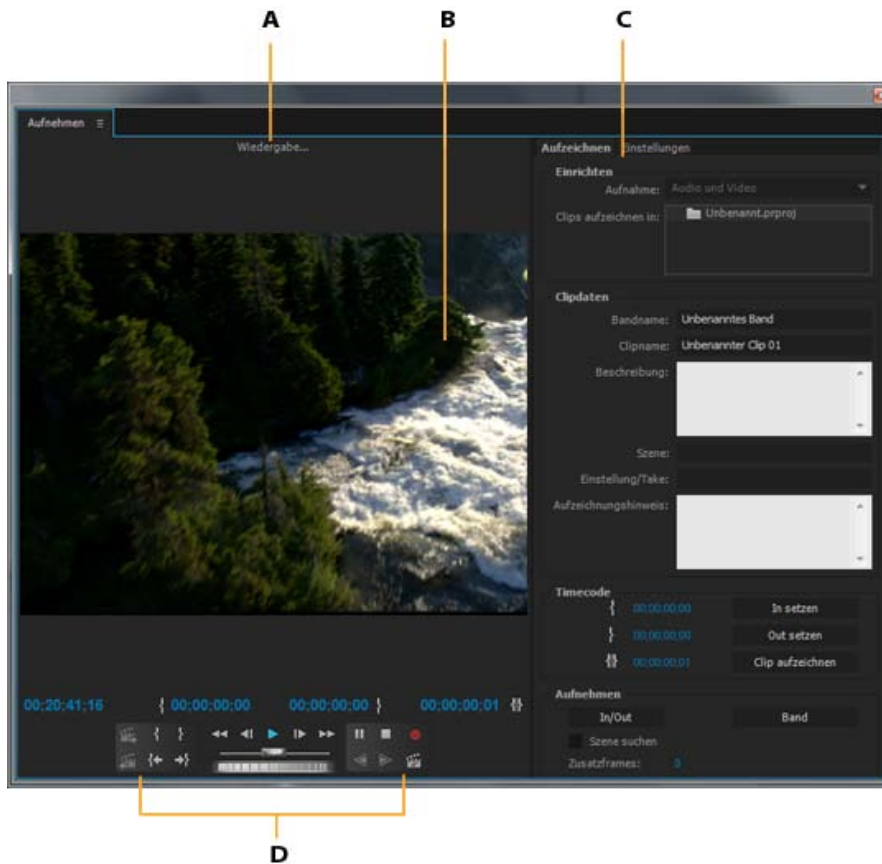 A B C
Aufnehmen
Wiedergabe...
Aufzeichnen Einstellungen
Einrichten
Aufnahme: Audio und Video
Clips aufzeichnen in: Unbenannt.prproj
Clipdaten
Bandname: Unbenanntes Band
Clipname: Unbenannter Clip 01
Beschreibung:
Szene:
Einstellung/Take:
Aufzeichnungshinweis:
Timecode
{ 00;00;00;00 In setzen
} 00;00;00;00 Out setzen
{} 00;00;00;01 Clip aufzeichnen
00;20;41;16 { 00;00;00;00 00;00;00;00 } 00;00;00;01 {}
Aufnehmen
In/Out Band
Szene suchen
Zusatzframes: 0
D